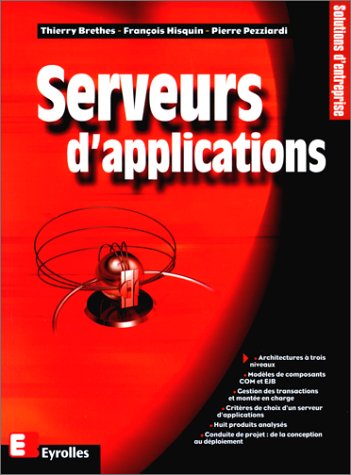 Thierry Brethes - François Hisquin - Pierre Pezziardi
Solutions d'entreprise
Serveurs
d'applications
Architectures à trois
niveaux
Modèles de composants
COM et EJB
Gestion des transactions
et montée en charge
Critères de choix d'un serveur
d'applications
Huit produits analysés
Conduite de projet : de la conception
au déploiement
E
Eyrolles